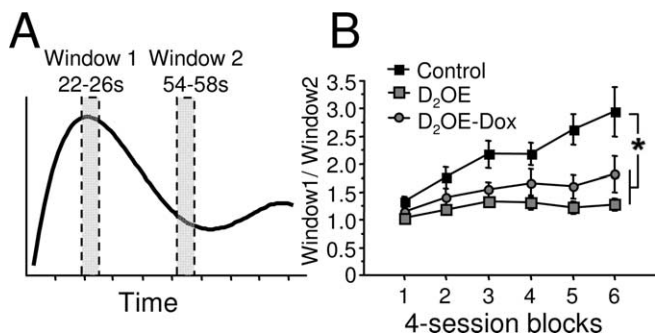 A
Window 1 Window 2
22-26s 54-58s
Time
B
Control
D₂OE
D₂OE-Dox
Window1/ Window2
3.5
3.0
2.5
2.0
1.5
1.0
0.5
0
*
1 2 3 4 5 6
4-session blocks